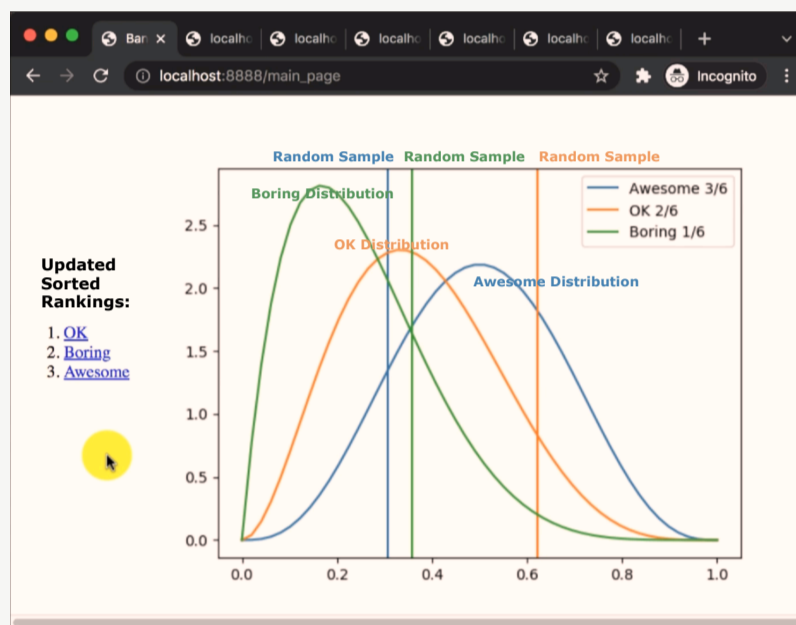 Ban
localho
localho
localho
localho
localho
localho
localhost:8888/main_page
Incognito
Random Sample Random Sample Random Sample
Boring Distribution
OK Distribution
Awesome Distribution
Awesome 3/6
OK 2/6
Boring 1/6
Updated
Sorted
Rankings:
1. OK
2. Boring
3. Awesome
2.5
2.0
1.5
1.0
0.5
0.0
0.0 0.2 0.4 0.6 0.8 1.0